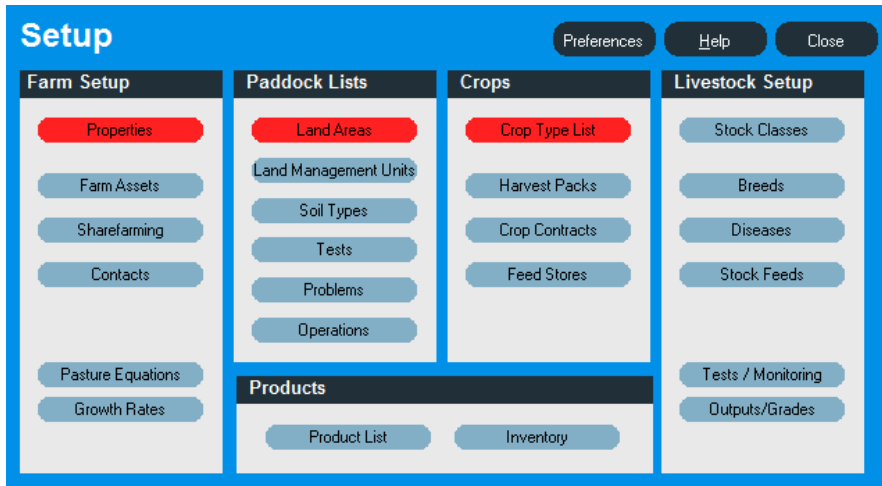 Setup
Preferences
Help
Close
Farm Setup
Properties
Farm Assets
Sharefarming
Contacts
Pasture Equations
Growth Rates
Paddock Lists
Land Areas
Land Management Units
Soil Types
Tests
Problems
Operations
Crops
Crop Type List
Harvest Packs
Crop Contracts
Feed Stores
Products
Product List
Inventory
Livestock Setup
Stock Classes
Breeds
Diseases
Stock Feeds
Tests / Monitoring
Outputs/Grades